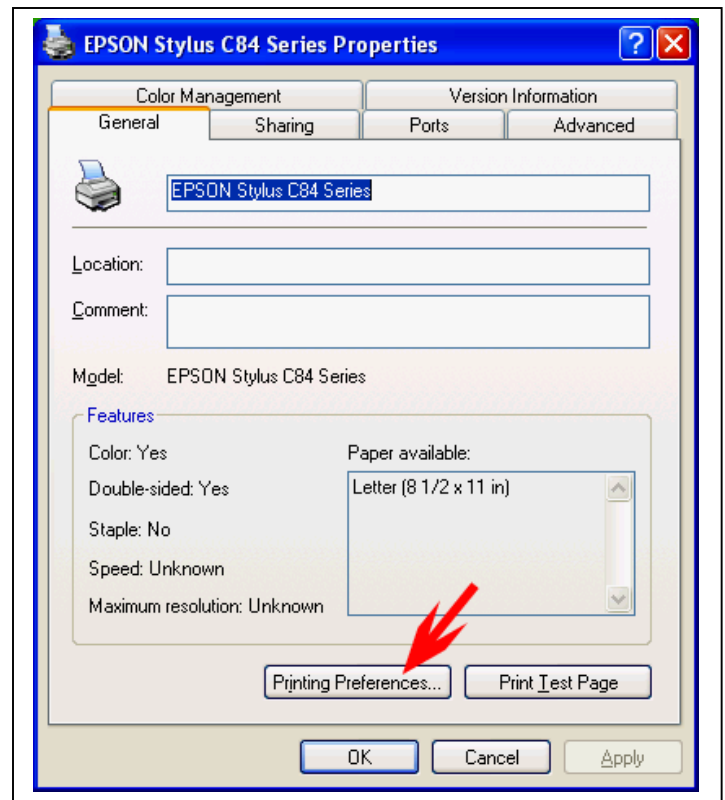 EPSON Stylus C84 Series Properties
Color Management Version Information
General Sharing Ports Advanced
EPSON Stylus C84 Series
Location:
Comment:
Model: EPSON Stylus C84 Series
Features
Color: Yes Paper available:
Double-sided: Yes Letter (8 1/2 x 11 in)
Staple: No
Speed: Unknown
Maximum resolution: Unknown
Printing Preferences... Print Test Page
OK Cancel Apply